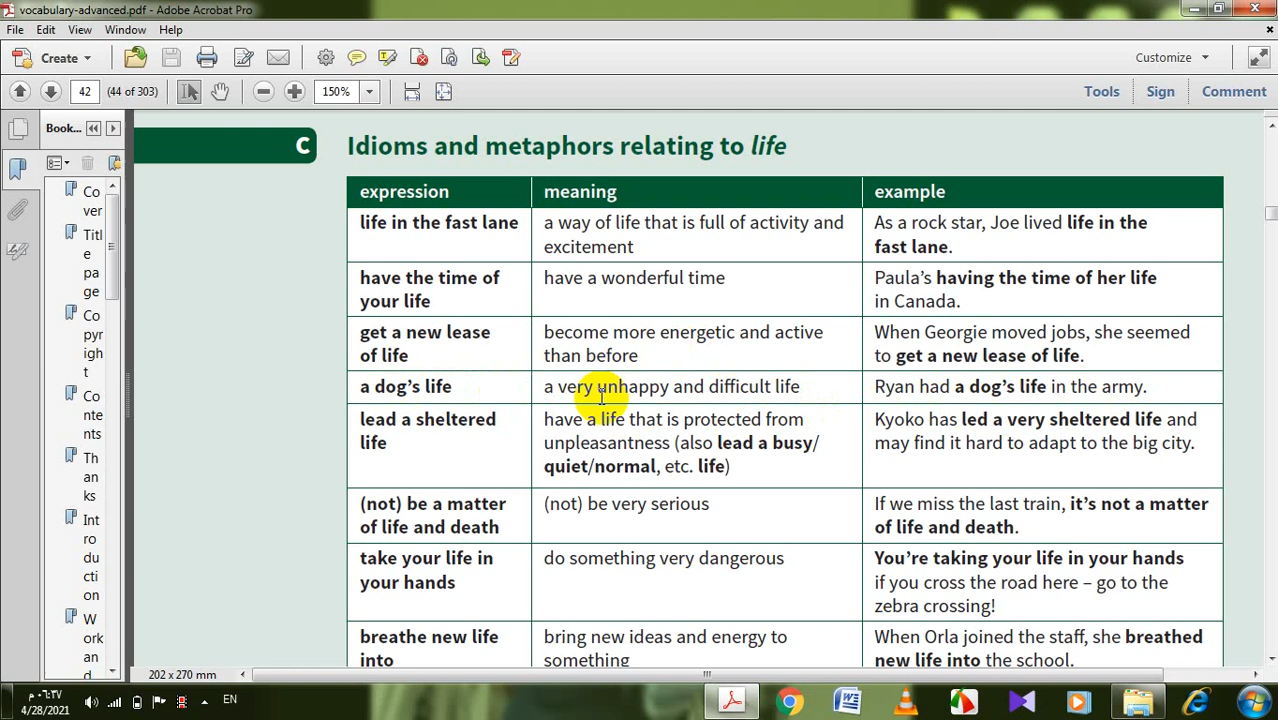 vocabulary-advanced.pdf - Adobe Acrobat Pro
File Edit View Window Help
Create Customize
42 (44 of 303) 150% Tools Sign Comment
Book...
Co
ver
Titl
e
pa
ge
Co
pyr
igh
t
Co
nte
nts
Th
an
ks
Int
ro
du
cti
on
W
ork
an
d
C Idioms and metaphors relating to life
expression meaning example
life in the fast lane a way of life that is full of activity and As a rock star, Joe lived life in the
excitement fast lane.
have the time of have a wonderful time Paula's having the time of her life
your life in Canada.
get a new lease become more energetic and active When Georgie moved jobs, she seemed
of life than before to get a new lease of life.
a dog's life a very unhappy and difficult life Ryan had a dog's life in the army.
lead a sheltered have a life that is protected from Kyoko has led a very sheltered life and
life unpleasantness (also lead a busy/ may find it hard to adapt to the big city.
quiet/normal, etc. life)
(not) be a matter (not) be very serious If we miss the last train, it's not a matter
of life and death of life and death.
take your life in do something very dangerous You're taking your life in your hands
your hands if you cross the road here – go to the
zebra crossing!
breathe new life bring new ideas and energy to When Orla joined the staff, she breathed
into something new life into the school.
202 x 270 mm
EN
م ٠٦:٣٧
4/28/2021